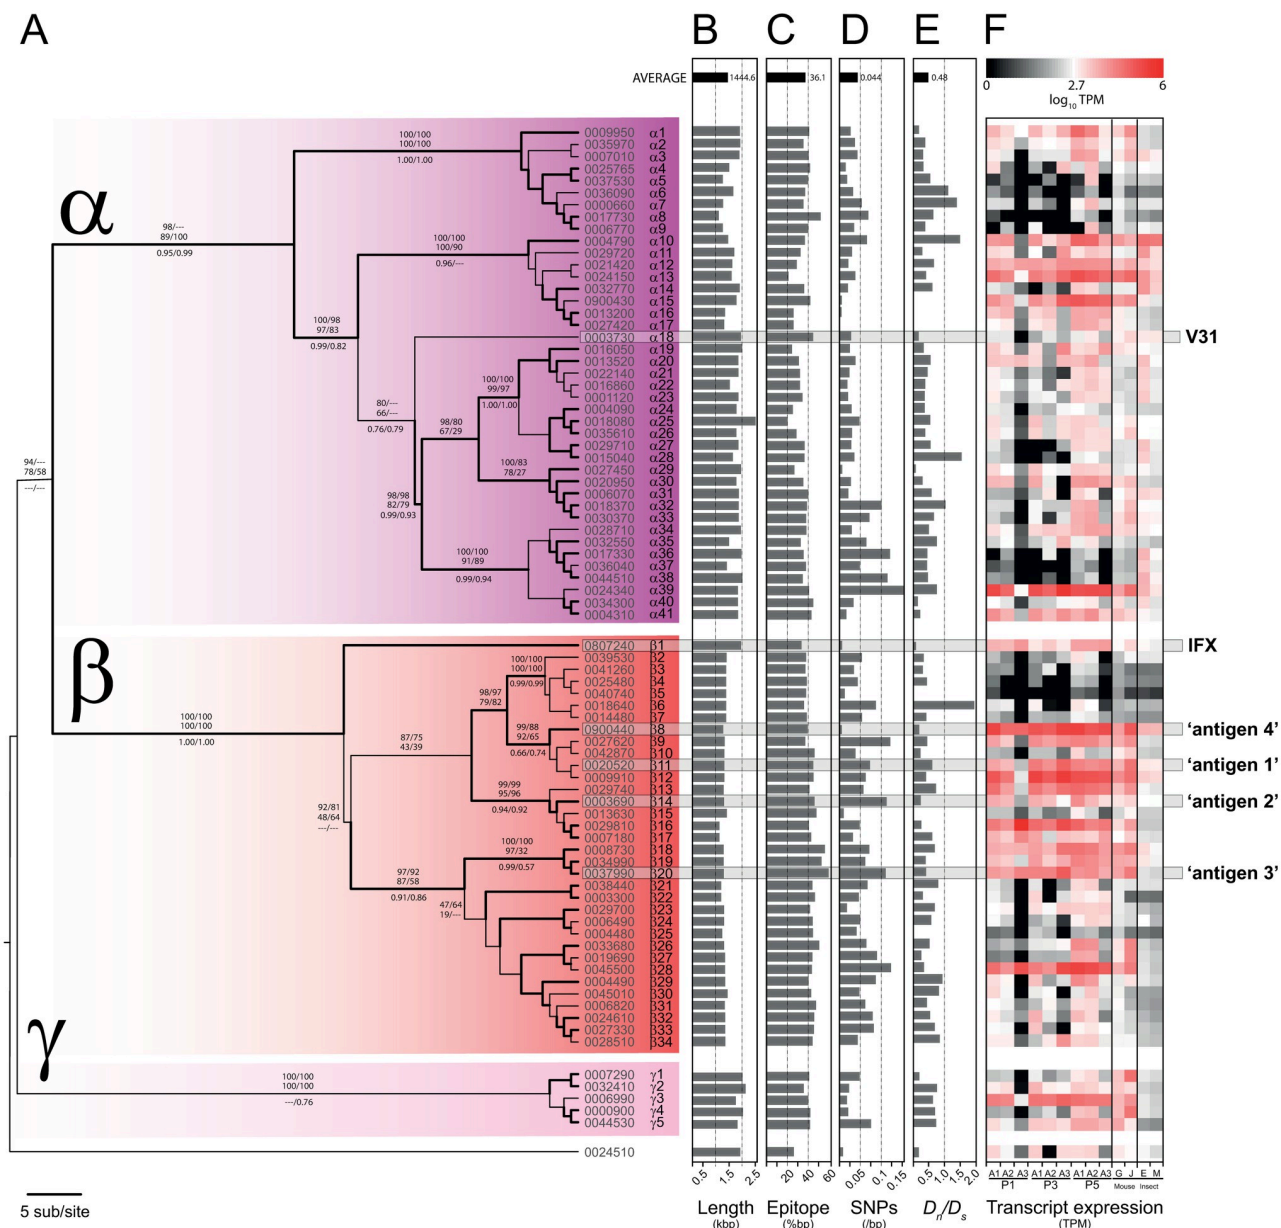 A B C D E F
AVERAGE 1444.6 36.1 0.044 0.48
0 2.7 6
log10 TPM
α
0009950 α1
0035970 α2
0007010 α3
0025765 α4
0037530 α5
0036090 α6
0000660 α7
0017730 α8
0006770 α9
0004790 α10
0029720 α11
0021420 α12
0024150 α13
0032770 α14
0900430 α15
0013200 α16
0027420 α17
0003730 α18 V31
0016050 α19
0013520 α20
0022140 α21
0016860 α22
0001120 α23
0004090 α24
0018080 α25
0035610 α26
0029710 α27
0015040 α28
0027450 α29
0020950 α30
0006070 α31
0018370 α32
0030370 α33
0028710 α34
0032550 α35
0017330 α36
0036040 α37
0044510 α38
0024340 α39
0034300 α40
0004310 α41
100/100
100/100
1.00/1.00
98/---
89/100
0.95/0.99
100/100
100/90
0.96/---
100/98
97/83
0.99/0.82
80/---
66/---
0.76/0.79
100/100
99/97
1.00/1.00
98/80
67/29
100/83
78/27
98/98
82/79
0.99/0.93
100/100
91/89
0.99/0.94
94/---
78/58
---/---
β
0807240 β1 IFX
0039530 β2
0041260 β3
0025480 β4
0040740 β5
0018640 β6
0014480 β7
0900440 β8 'antigen 4'
0027620 β9
0042870 β10
0020520 β11 'antigen 1'
0009910 β12
0029740 β13
0003690 β14 'antigen 2'
0013630 β15
0029810 β16
0007180 β17
0008730 β18
0034990 β19
0037990 β20 'antigen 3'
0038440 β21
0003300 β22
0029700 β23
0006490 β24
0004480 β25
0033680 β26
0019690 β27
0045500 β28
0004490 β29
0045010 β30
0006820 β31
0024610 β32
0027330 β33
0028510 β34
100/100
100/100
0.99/0.99
98/97
79/82
99/88
92/65
0.66/0.74
100/100
100/100
1.00/1.00
87/75
43/39
99/99
95/96
0.94/0.92
92/81
48/64
---/---
100/100
97/32
0.99/0.57
97/92
87/58
0.91/0.86
47/64
19/---
γ
0007290 γ1
0032410 γ2
0006990 γ3
0000900 γ4
0044530 γ5
100/100
100/100
---/0.76
0024510
5 sub/site
0.5 1.5 2.5
Length
(kbp)
20 40 60
Epitope
(%bp)
0.05 0.1 0.15
SNPs
(/bp)
0.5 1.0 1.5 2.0
Dn/Ds
A1 A2 A3 A1 A2 A3 A1 A2 A3 G J E M
P1 P3 P5 Mouse Insect
Transcript expression
(TPM)